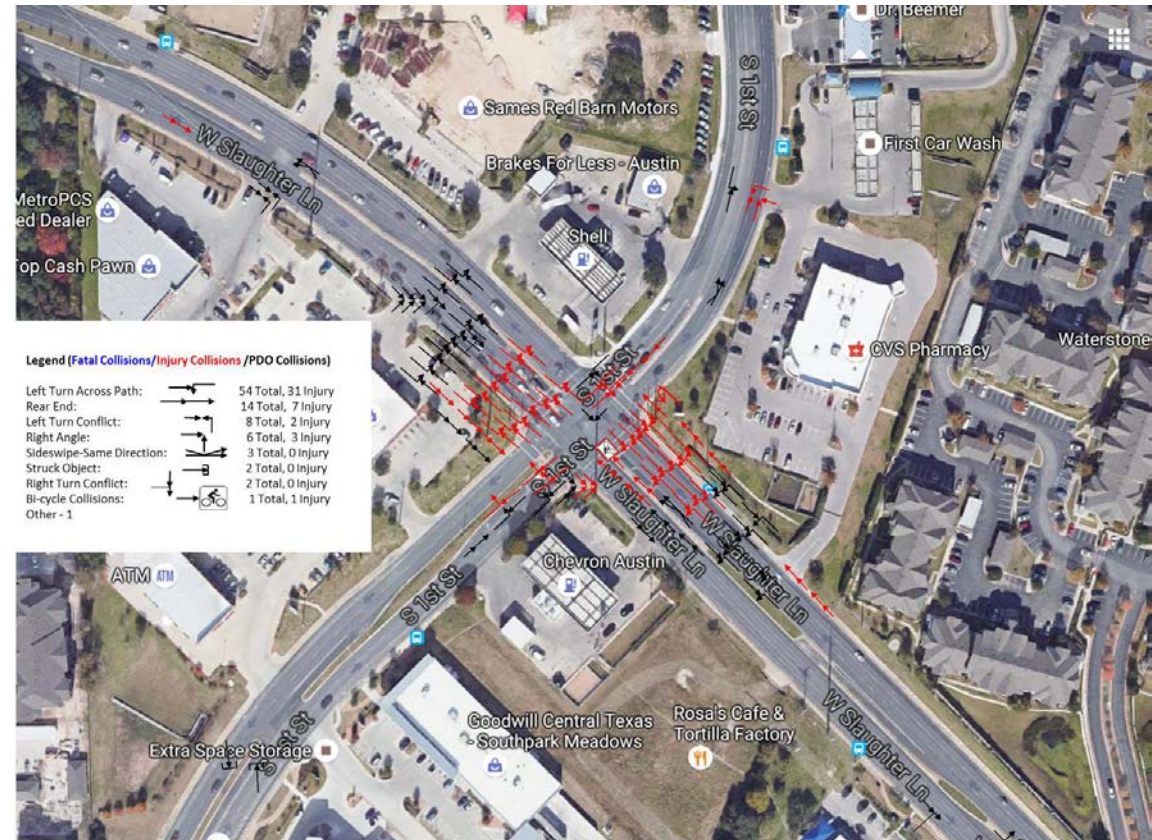 Dr. Beemer
S 1st St
Sames Red Barn Motors
W Slaughter Ln
First Car Wash
Brakes For Less - Austin
MetroPCS
ed Dealer
Shell
Top Cash Pawn
Waterstone
CVS Pharmacy
S 1st St
Legend (Fatal Collisions/Injury Collisions /PDO Collisions)
Left Turn Across Path: 54 Total, 31 Injury
Rear End: 14 Total, 7 Injury
Left Turn Conflict: 8 Total, 2 Injury
Right Angle: 6 Total, 3 Injury
Sideswipe-Same Direction: 3 Total, 0 Injury
Struck Object: 2 Total, 0 Injury
Right Turn Conflict: 2 Total, 0 Injury
Bi-cycle Collisions: 1 Total, 1 Injury
Other - 1
S 1st St
W Slaughter Ln
W Slaughter Ln
Chevron Austin
ATM ATM
S 1st St
Goodwill Central Texas
- Southpark Meadows
Rosa's Cafe &
Tortilla Factory
W Slaughter Ln
Extra Space Storage
S 1st St